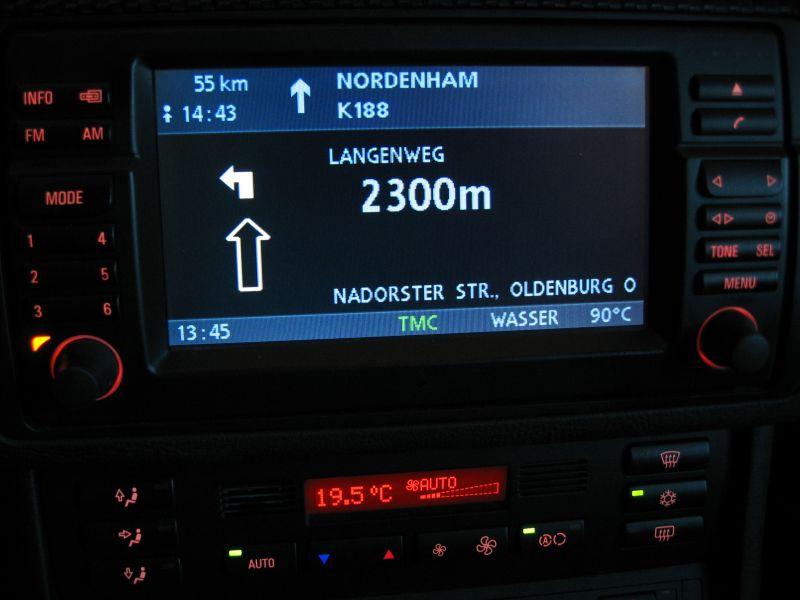 55 km
NORDENHAM
14:43
K188
LANGENWEG
2300m
NADORSTER STR., OLDENBURG O
13:45 TMC WASSER 90°C
INFO
FM AM
MODE
1 4
2 5
3 6
TONE SEL
MENU
19.5°C AUTO
AUTO
A